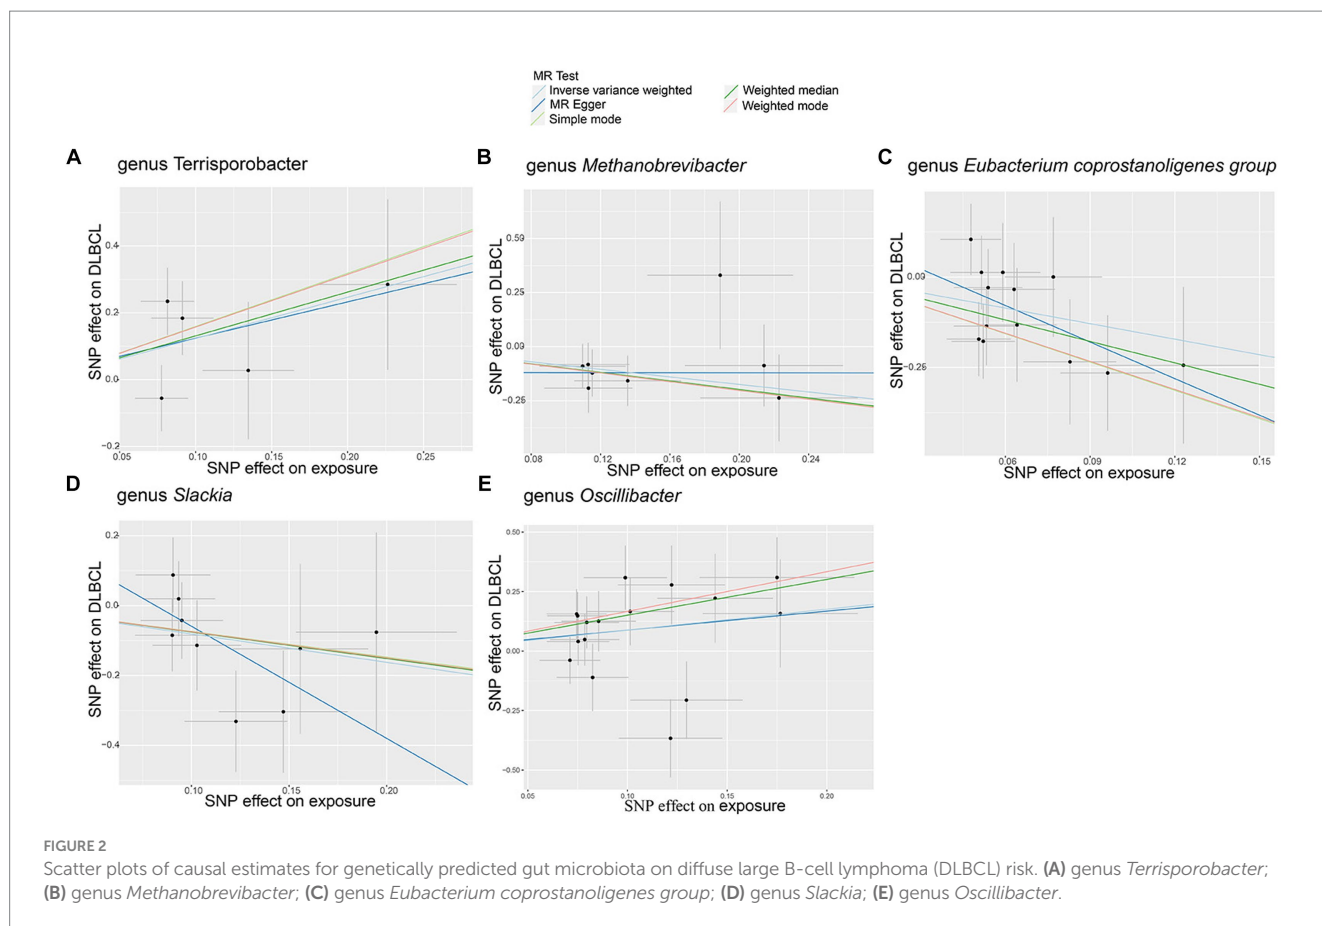 MR Test
Inverse variance weighted
MR Egger
Simple mode
Weighted median
Weighted mode
A
genus Terrisporobacter
SNP effect on DLBCL
0.4
0.2
0.0
−0.2
0.05
0.10
0.15
0.20
0.25
SNP effect on exposure
B
genus Methanobrevibacter
SNP effect on DLBCL
0.50
0.25
0.00
−0.25
0.08
0.12
0.16
0.20
0.24
SNP effect on exposure
C
genus Eubacterium coprostanoligenes group
SNP effect on DLBCL
0.00
−0.25
0.06
0.09
0.12
0.15
SNP effect on exposure
D
genus Slackia
SNP effect on DLBCL
0.2
0.0
−0.2
−0.4
0.10
0.15
0.20
SNP effect on exposure
E
genus Oscillibacter
SNP effect on DLBCL
0.50
0.25
0.00
−0.25
−0.50
0.05
0.10
0.15
0.20
SNP effect on exposure
FIGURE 2
Scatter plots of causal estimates for genetically predicted gut microbiota on diffuse large B-cell lymphoma (DLBCL) risk. (A) genus Terrisporobacter;
(B) genus Methanobrevibacter; (C) genus Eubacterium coprostanoligenes group; (D) genus Slackia; (E) genus Oscillibacter.